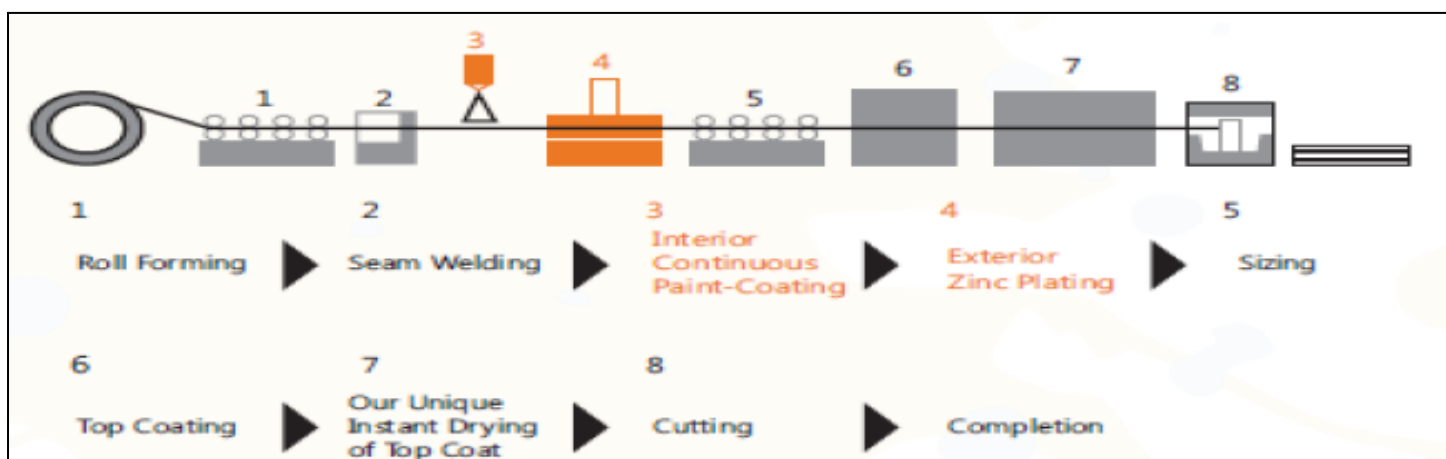 3
4
6
7
1
2
5
8
1
2
3
4
5
Roll Forming
Seam Welding
Interior
Continuous
Paint-Coating
Exterior
Zinc Plating
Sizing
6
7
8
Top Coating
Our Unique
Instant Drying
of Top Coat
Cutting
Completion